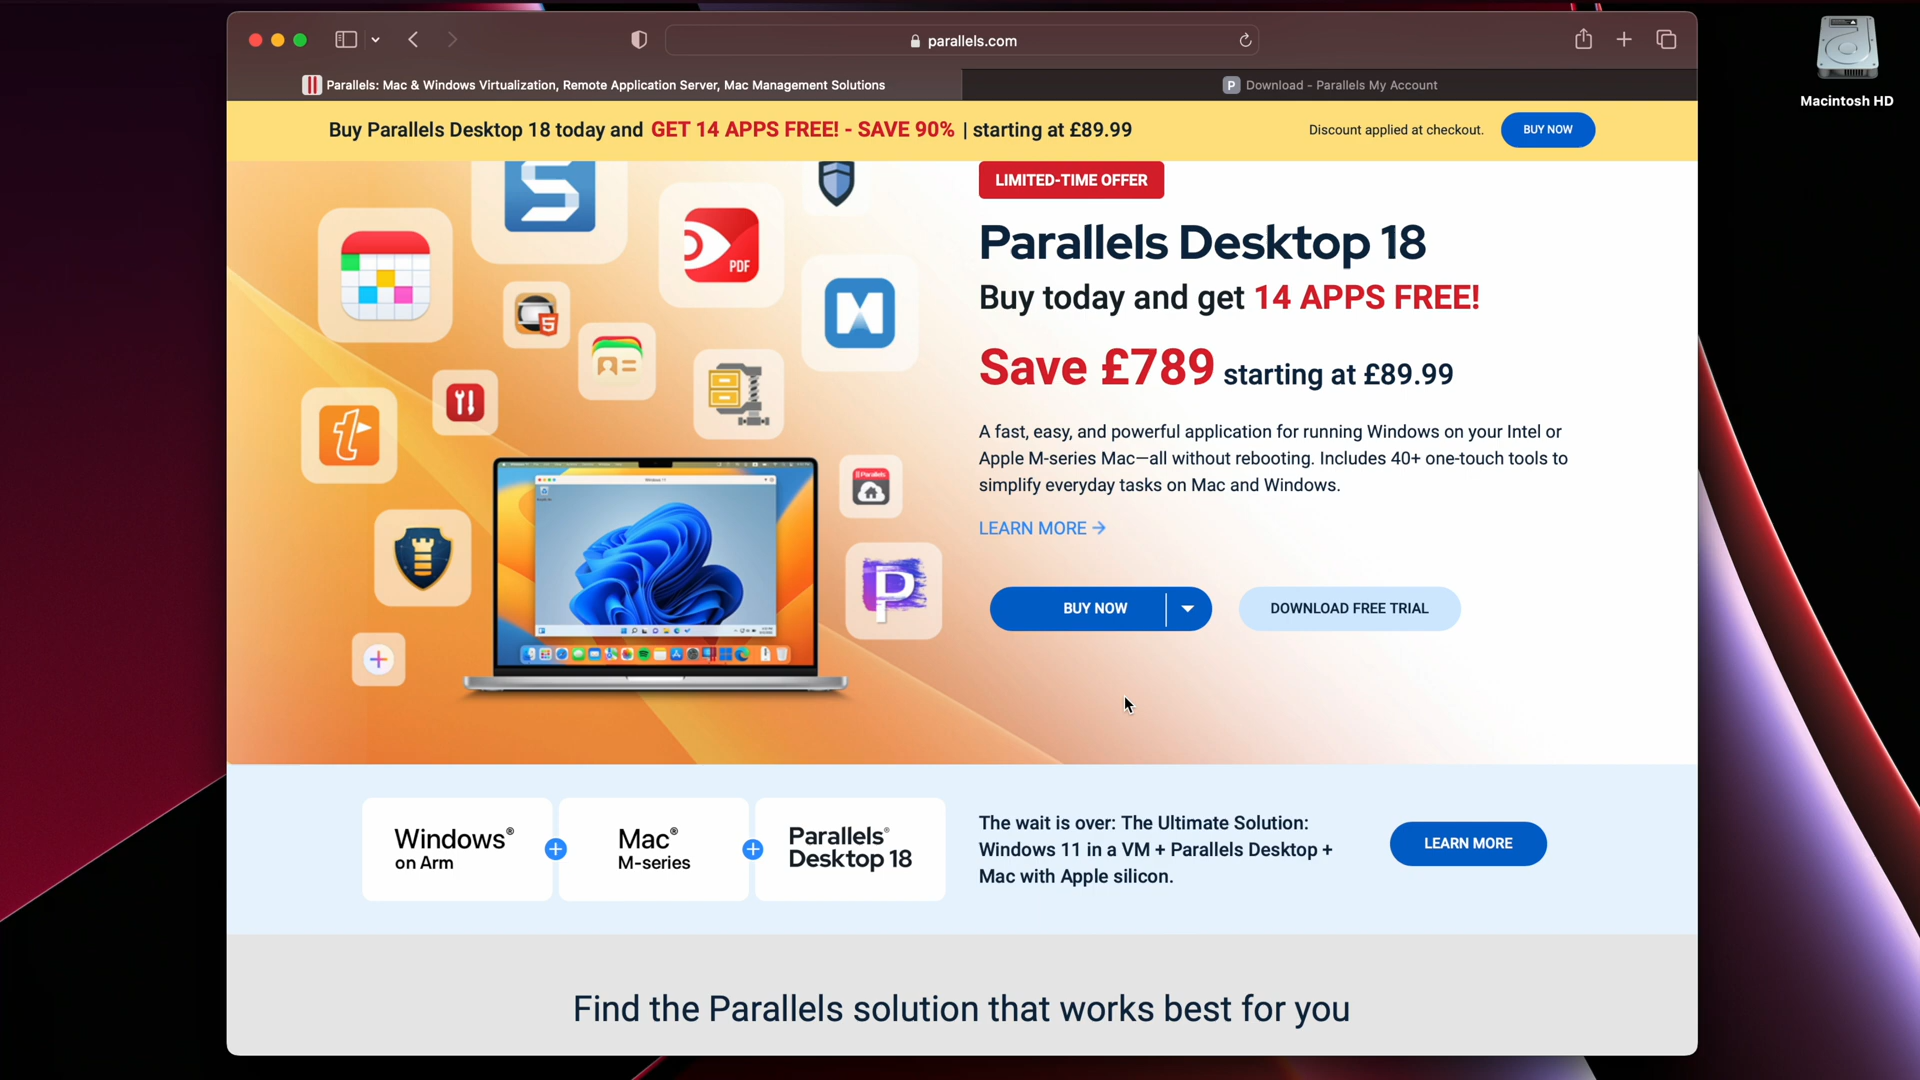 parallels.com
Parallels: Mac & Windows Virtualization, Remote Application Server, Mac Management Solutions
P Download - Parallels My Account
Macintosh HD
Buy Parallels Desktop 18 today and GET 14 APPS FREE! - SAVE 90% | starting at £89.99
Discount applied at checkout.
BUY NOW
LIMITED-TIME OFFER
Parallels Desktop 18
Buy today and get 14 APPS FREE!
Save £789 starting at £89.99
A fast, easy, and powerful application for running Windows on your Intel or
Apple M-series Mac—all without rebooting. Includes 40+ one-touch tools to
simplify everyday tasks on Mac and Windows.
LEARN MORE →
BUY NOW
DOWNLOAD FREE TRIAL
S
PDF
5
t
Parallels
P
Windows®
on Arm
Mac®
M-series
Parallels®
Desktop 18
The wait is over: The Ultimate Solution:
Windows 11 in a VM + Parallels Desktop +
Mac with Apple silicon.
LEARN MORE
Find the Parallels solution that works best for you